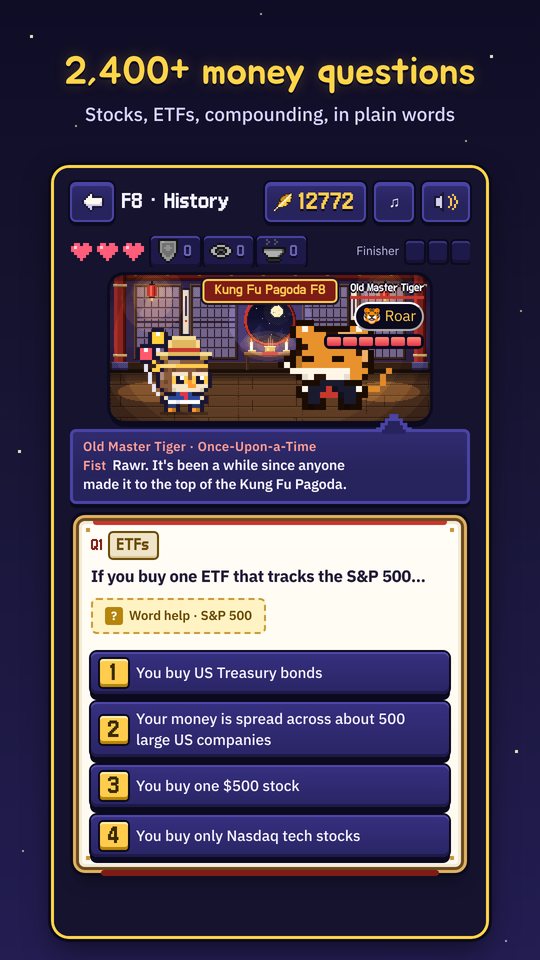 2,400+ money questions
Stocks, ETFs, compounding, in plain words
F8 · History
12772
0
0
0
Finisher
Kung Fu Pagoda F8
Old Master Tiger
Roar
Old Master Tiger · Once-Upon-a-Time
Fist Rawr. It's been a while since anyone
made it to the top of the Kung Fu Pagoda.
Q1 ETFs
If you buy one ETF that tracks the S&P 500...
? Word help · S&P 500
1 You buy US Treasury bonds
2 Your money is spread across about 500
large US companies
3 You buy one $500 stock
4 You buy only Nasdaq tech stocks